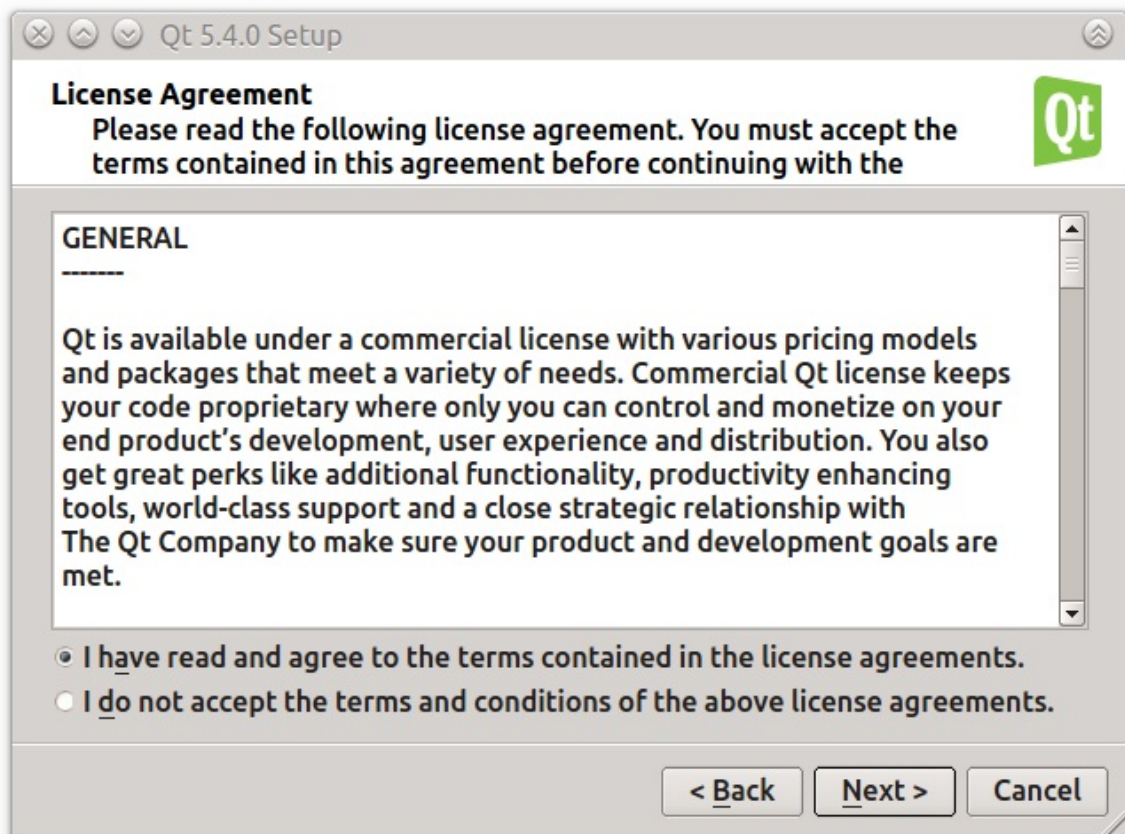 Qt 5.4.0 Setup
License Agreement
Please read the following license agreement. You must accept the
terms contained in this agreement before continuing with the
Qt
GENERAL
-------
Qt is available under a commercial license with various pricing models
and packages that meet a variety of needs. Commercial Qt license keeps
your code proprietary where only you can control and monetize on your
end product’s development, user experience and distribution. You also
get great perks like additional functionality, productivity enhancing
tools, world-class support and a close strategic relationship with
The Qt Company to make sure your product and development goals are
met.
I have read and agree to the terms contained in the license agreements.
I do not accept the terms and conditions of the above license agreements.
< Back Next > Cancel